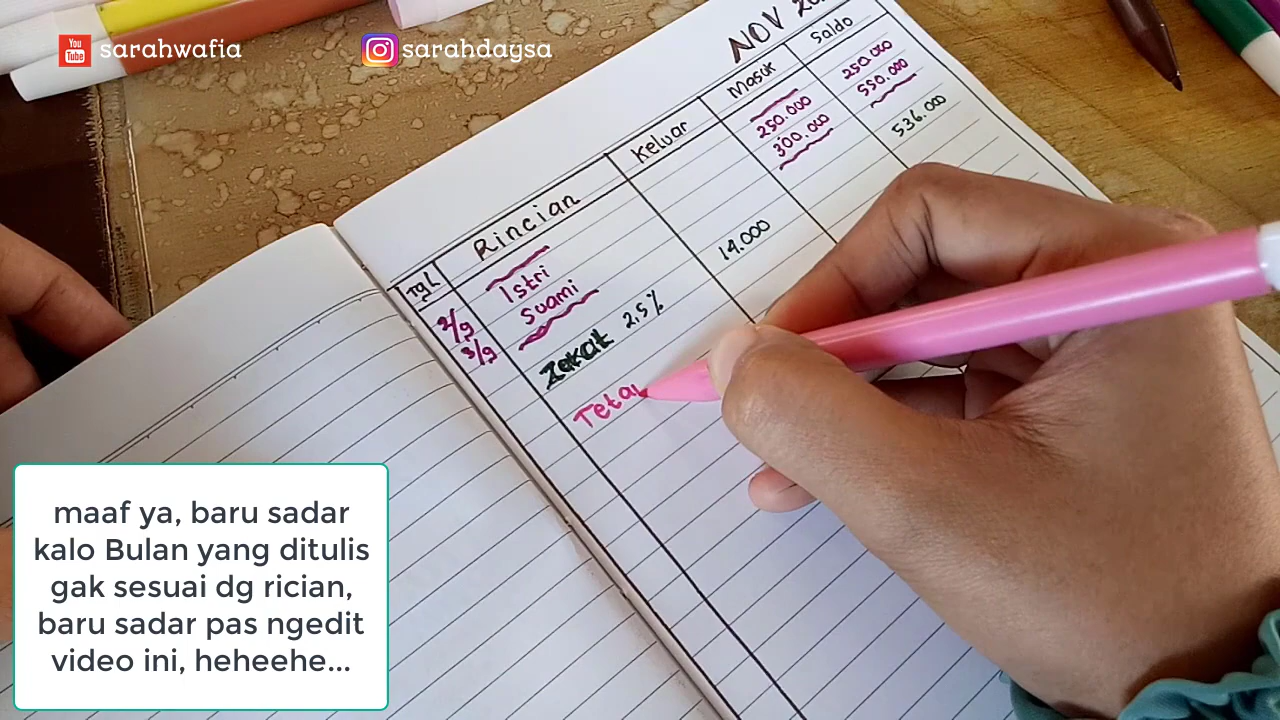 You Tube sarahwafia sarahdaysa
NOV
Tgl Rincian Keluar Masuk Saldo
2/9 Istri 250.000 250.000
3/9 Suami 300.000 550.000
Zakat 2,5% 14.000 536.000
Teta
maaf ya, baru sadar
kalo Bulan yang ditulis
gak sesuai dg rician,
baru sadar pas ngedit
video ini, heheehe...